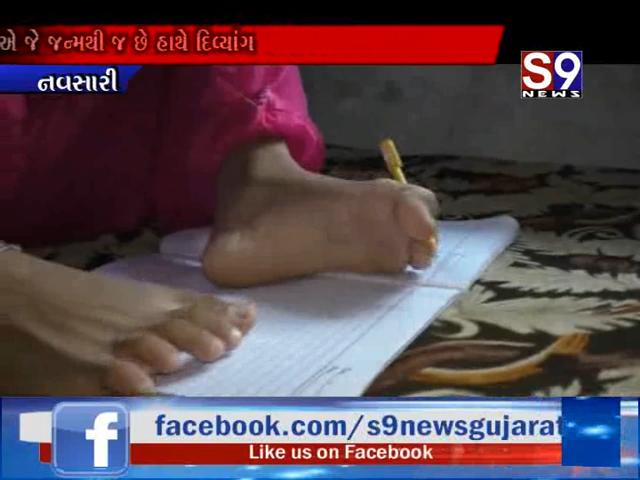 એ જે જન્મથી જ છે હાથે દિવ્યાંગ
નવસારી
S9
NEWS
facebook.com/s9newsgujarat
Like us on Facebook